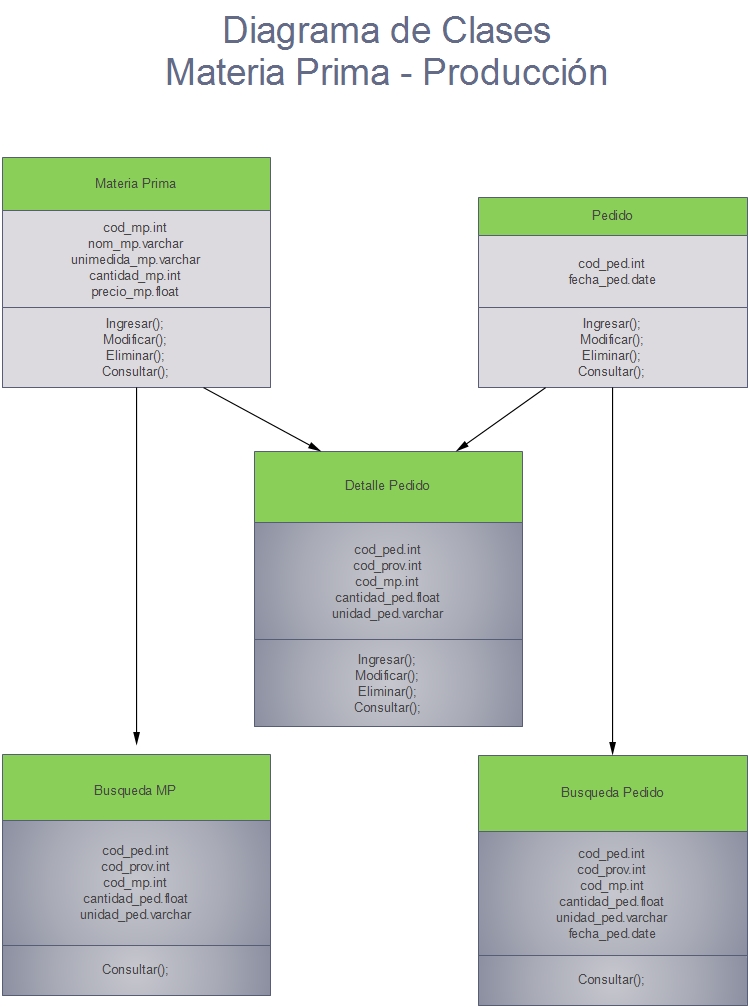 Diagrama de Clases
Materia Prima - Producción
Materia Prima
cod_mp.int
nom_mp.varchar
unimedida_mp.varchar
cantidad_mp.int
precio_mp.float
Ingresar();
Modificar();
Eliminar();
Consultar();
Pedido
cod_ped.int
fecha_ped.date
Ingresar();
Modificar();
Eliminar();
Consultar();
Detalle Pedido
cod_ped.int
cod_prov.int
cod_mp.int
cantidad_ped.float
unidad_ped.varchar
Ingresar();
Modificar();
Eliminar();
Consultar();
Busqueda MP
cod_ped.int
cod_prov.int
cod_mp.int
cantidad_ped.float
unidad_ped.varchar
Consultar();
Busqueda Pedido
cod_ped.int
cod_prov.int
cod_mp.int
cantidad_ped.float
unidad_ped.varchar
fecha_ped.date
Consultar();